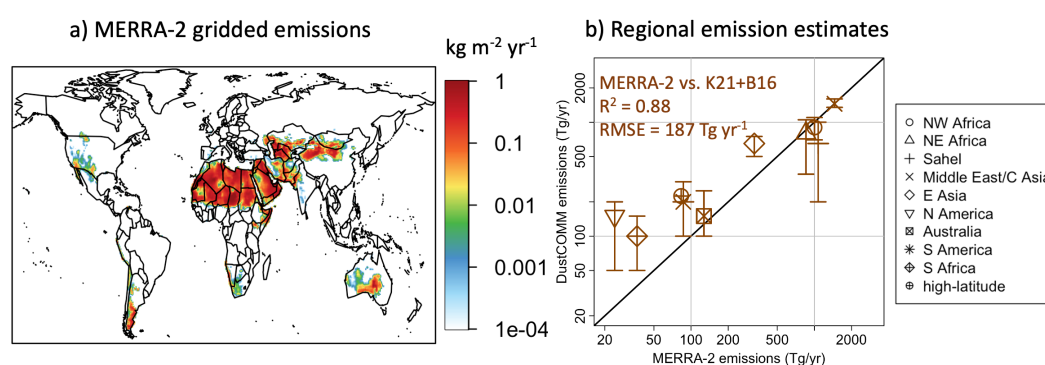 a) MERRA-2 gridded emissions
kg m⁻² yr⁻¹
1
0.1
0.01
0.001
1e-04
b) Regional emission estimates
MERRA-2 vs. K21+B16
R² = 0.88
RMSE = 187 Tg yr⁻¹
DustCOMM emissions (Tg/yr)
2000
500
100
50
20
20
50
100
200
500
2000
MERRA-2 emissions (Tg/yr)
NW Africa
NE Africa
Sahel
Middle East/C Asia
E Asia
N America
Australia
S America
S Africa
high-latitude